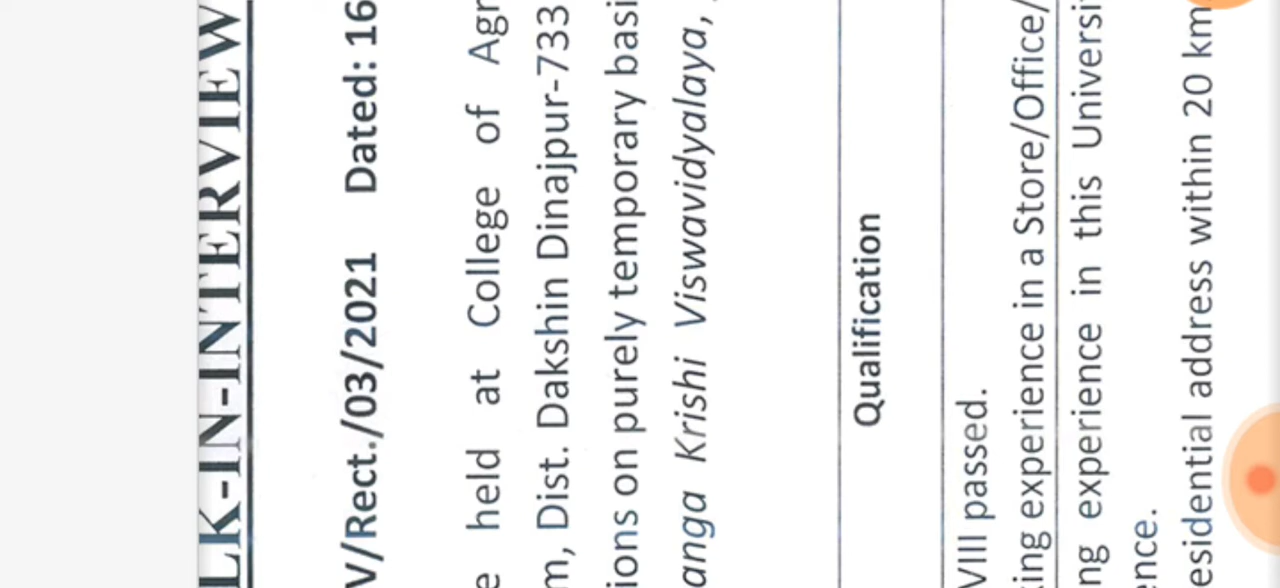 LK-IN-INTERVIEW
V/Rect./03/2021 Dated: 16
e held at College of Agr
m, Dist. Dakshin Dinajpur-733
ions on purely temporary basi
anga Krishi Viswavidyalaya,
Qualification
VIII passed.
ing experience in a Store/Office/
ng experience in this Universi
ence.
esidential address within 20 km